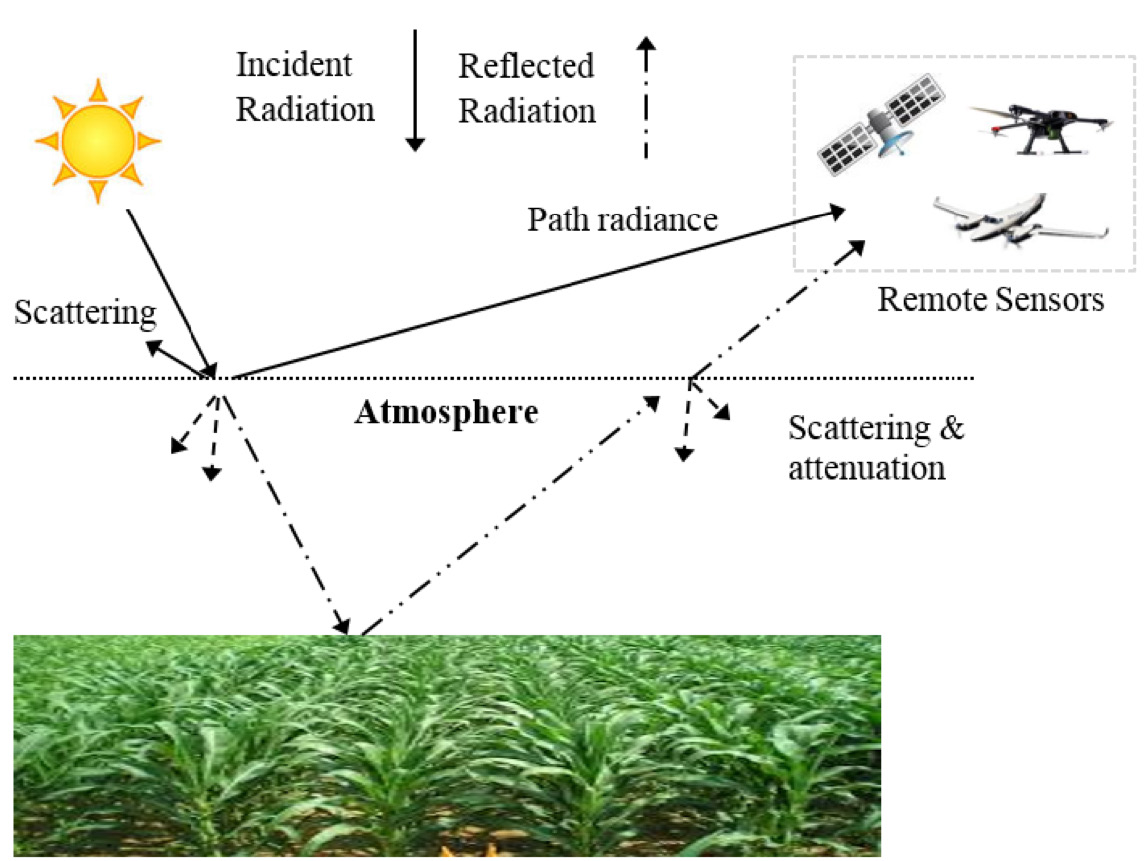 Incident
Radiation
Reflected
Radiation
Path radiance
Remote Sensors
Scattering
Atmosphere
Scattering &
attenuation